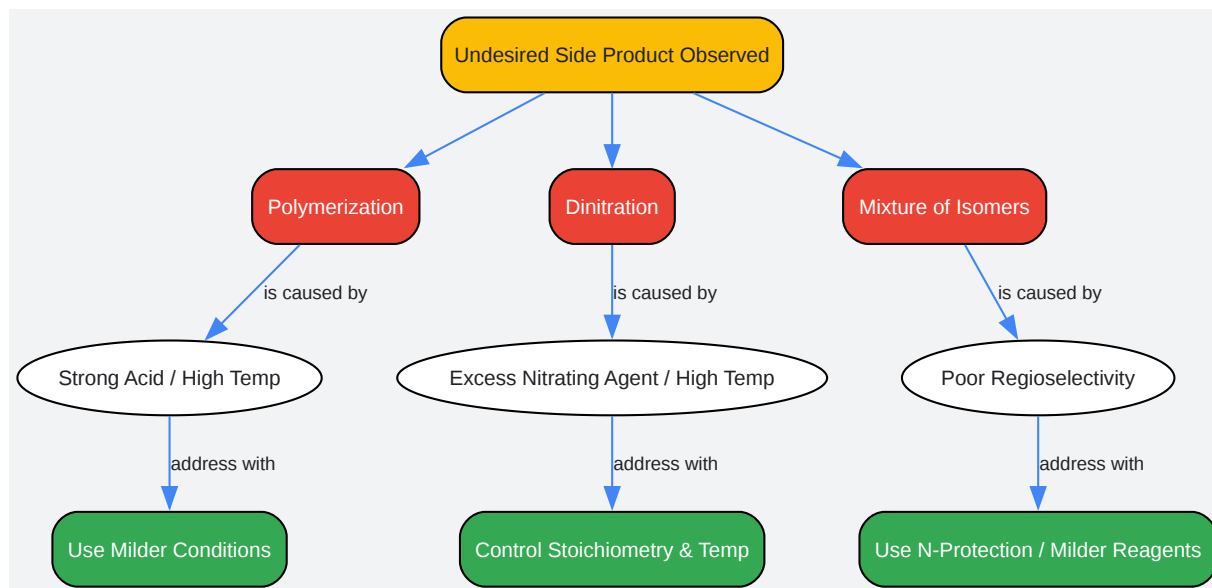 Undesired Side Product Observed
Polymerization
Dinitration
Mixture of Isomers
is caused by
is caused by
is caused by
Strong Acid / High Temp
Excess Nitrating Agent / High Temp
Poor Regioselectivity
address with
address with
address with
Use Milder Conditions
Control Stoichiometry & Temp
Use N-Protection / Milder Reagents